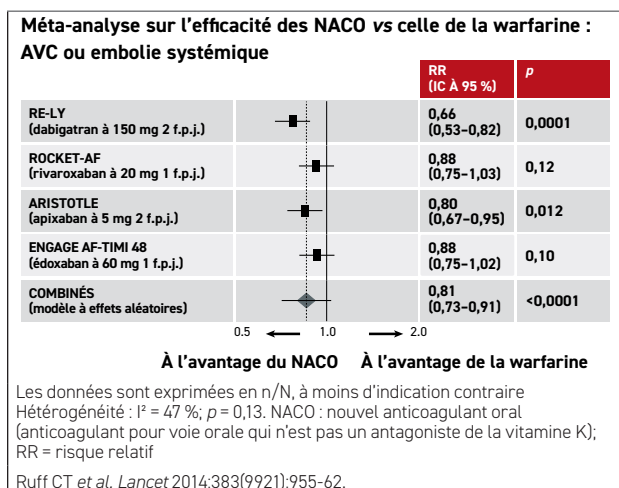 Méta-analyse sur l'efficacité des NACO vs celle de la warfarine :
AVC ou embolie systémique
RR
(IC À 95 %)
p
RE-LY
(dabigatran à 150 mg 2 f.p.j.)
0,66
(0,53–0,82)
0,0001
ROCKET-AF
(rivaroxaban à 20 mg 1 f.p.j.)
0,88
(0,75–1,03)
0,12
ARISTOTLE
(apixaban à 5 mg 2 f.p.j.)
0,80
(0,67–0,95)
0,012
ENGAGE AF-TIMI 48
(édoxaban à 60 mg 1 f.p.j.)
0,88
(0,75–1,02)
0,10
COMBINÉS
(modèle à effets aléatoires)
0,81
(0,73–0,91)
<0,0001
0.5 1.0 2.0
À l'avantage du NACO À l'avantage de la warfarine
Les données sont exprimées en n/N, à moins d'indication contraire
Hétérogénéité : I² = 47 %; p = 0,13. NACO : nouvel anticoagulant oral
(anticoagulant pour voie orale qui n'est pas un antagoniste de la vitamine K);
RR = risque relatif
Ruff CT et al. Lancet 2014;383(9921):955-62.